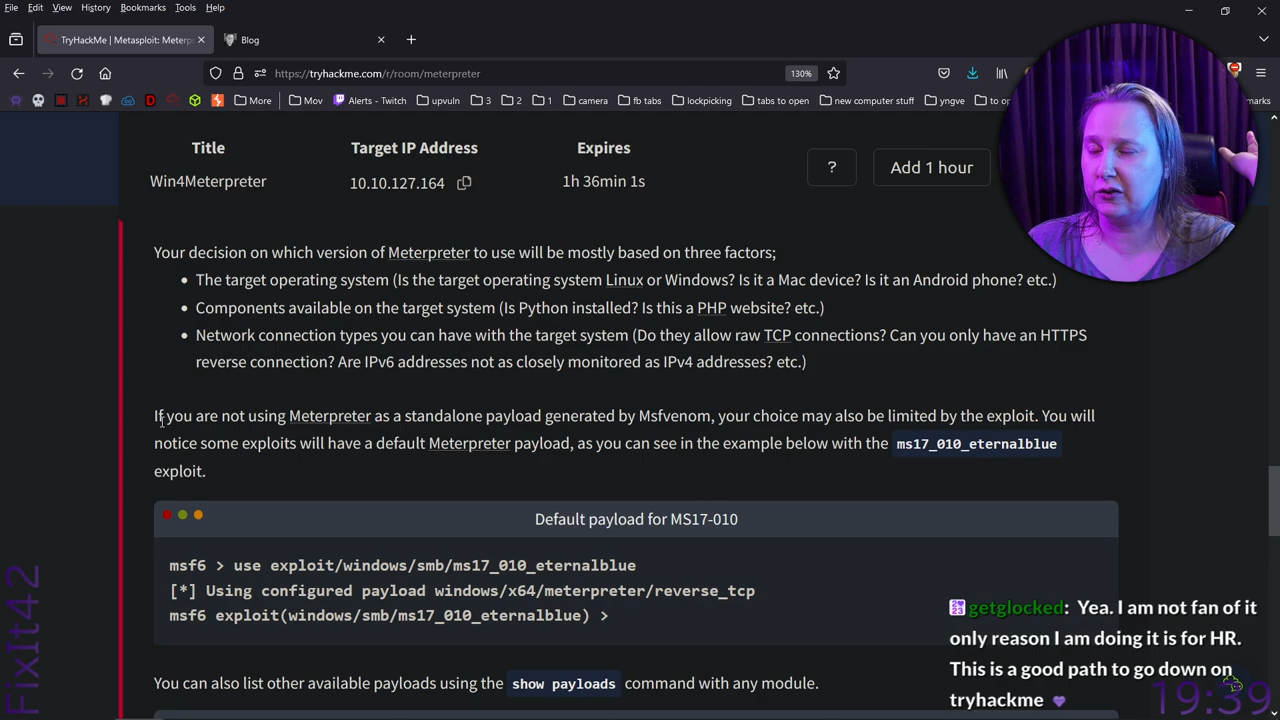 File Edit View History Bookmarks Tools Help
TryHackMe | Metasploit: Meterpr
Blog
https://tryhackme.com/r/room/meterpreter
130%
More Mov Alerts - Twitch upvuln 3 2 1 camera fb tabs lockpicking tabs to open new computer stuff yngve to o
marks
Title Target IP Address Expires
Win4Meterpreter 10.10.127.164 1h 36min 1s
? Add 1 hour
Your decision on which version of Meterpreter to use will be mostly based on three factors;
• The target operating system (Is the target operating system Linux or Windows? Is it a Mac device? Is it an Android phone? etc.)
• Components available on the target system (Is Python installed? Is this a PHP website? etc.)
• Network connection types you can have with the target system (Do they allow raw TCP connections? Can you only have an HTTPS
reverse connection? Are IPv6 addresses not as closely monitored as IPv4 addresses? etc.)
If you are not using Meterpreter as a standalone payload generated by Msfvenom, your choice may also be limited by the exploit. You will
notice some exploits will have a default Meterpreter payload, as you can see in the example below with the ms17_010_eternalblue
exploit.
Default payload for MS17-010
msf6 > use exploit/windows/smb/ms17_010_eternalblue
[*] Using configured payload windows/x64/meterpreter/reverse_tcp
msf6 exploit(windows/smb/ms17_010_eternalblue) >
You can also list other available payloads using the show payloads command with any module.
getglocked: Yea. I am not fan of it
only reason I am doing it is for HR.
This is a good path to go down on
tryhackme
19:39
FixIt42